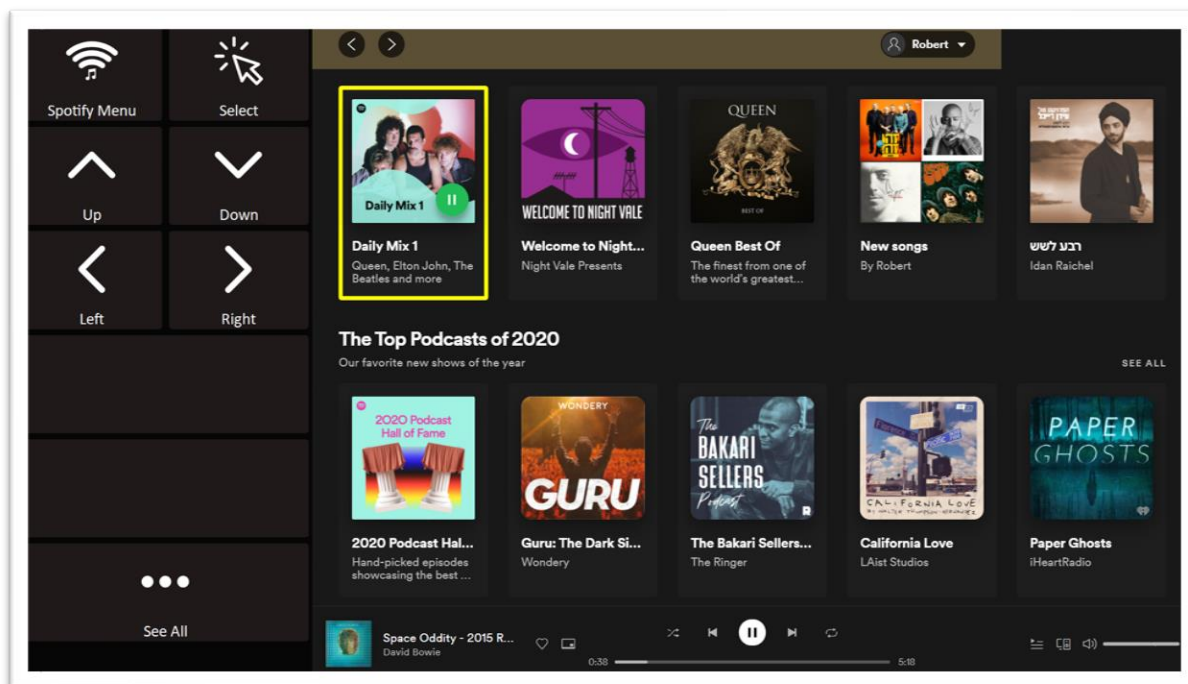 Spotify Menu
Select
Up
Down
Left
Right
See All
Robert
Daily Mix 1
Daily Mix 1
Queen, Elton John, The
Beatles and more
WELCOME TO NIGHT VALE
Welcome to Night...
Night Vale Presents
QUEEN
BEST OF
Queen Best Of
The finest from one of
the world's greatest...
New songs
By Robert
רבע לשש
Idan Raichel
The Top Podcasts of 2020
Our favorite new shows of the year
SEE ALL
2020 Podcast
Hall of Fame
2020 Podcast Hal...
Hand-picked episodes
showcasing the best ...
WONDERY
GURU
Guru: The Dark Si...
Wondery
The
BAKARI
SELLERS
Podcast
R
The Bakari Sellers...
The Ringer
CALIFORNIA LOVE
California Love
LAist Studios
PAPER
GHOSTS
Paper Ghosts
iHeartRadio
Space Oddity - 2015 R...
David Bowie
0:38
5:18